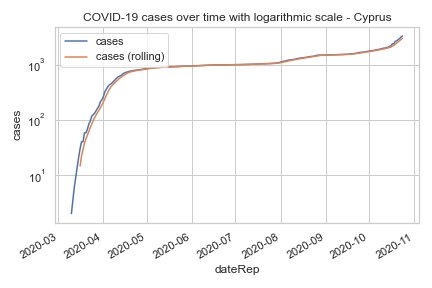 COVID-19 cases over time with logarithmic scale - Cyprus
cases
cases (rolling)
10³
10²
10¹
cases
2020-03
2020-04
2020-05
2020-06
2020-07
2020-08
2020-09
2020-10
2020-11
dateRep